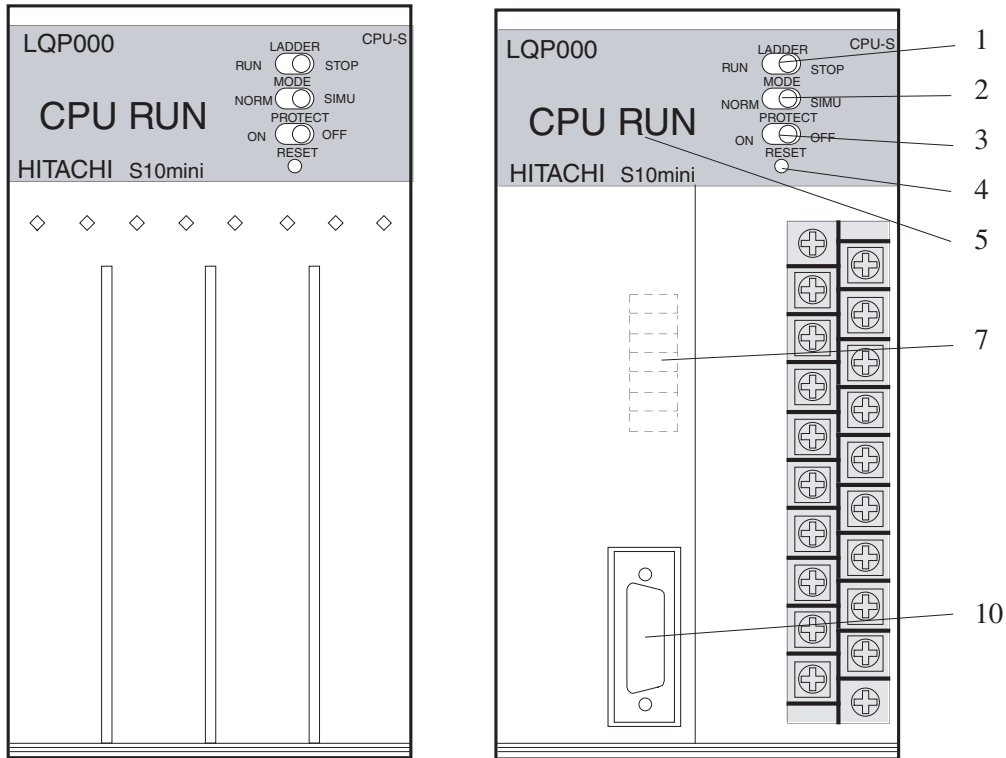 LQP000
CPU-S
LADDER
RUN STOP
MODE
NORM SIMU
CPU RUN
PROTECT
ON OFF
RESET
HITACHI S10mini
LQP000
CPU-S
LADDER
RUN STOP
MODE
NORM SIMU
CPU RUN
PROTECT
ON OFF
RESET
HITACHI S10mini
1
2
3
4
5
7
10